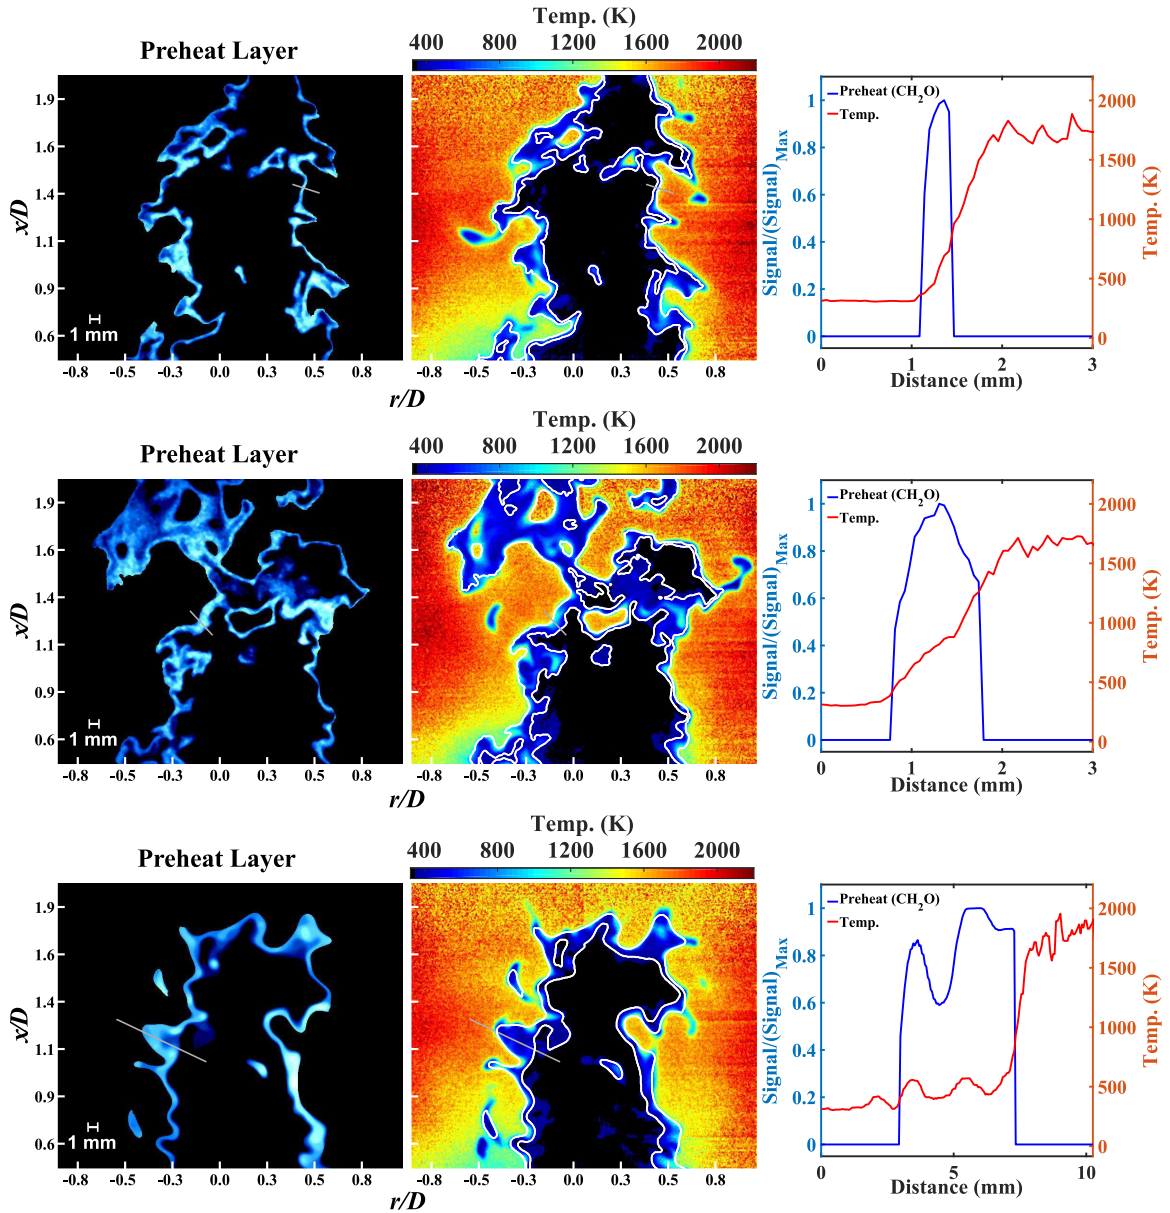 Temp. (K)
Preheat Layer
400 800 1200 1600 2000
1.9
1.6
1.4
1.1
0.9
0.6
x/D
1 mm
-0.8 -0.5 -0.3 0.0 0.3 0.5 0.8
-0.8 -0.5 -0.3 0.0 0.3 0.5 0.8
r/D
Preheat (CH2O)
Temp.
Signal/(Signal)Max
1
0.8
0.6
0.4
0.2
0
2000
1500
1000
500
0
Temp. (K)
0 1 2 3
Distance (mm)
Temp. (K)
Preheat Layer
400 800 1200 1600 2000
1.9
1.6
1.4
1.1
0.9
0.6
x/D
1 mm
-0.8 -0.5 -0.3 0.0 0.3 0.5 0.8
-0.8 -0.5 -0.3 0.0 0.3 0.5 0.8
r/D
Preheat (CH2O)
Temp.
Signal/(Signal)Max
1
0.8
0.6
0.4
0.2
0
2000
1500
1000
500
0
Temp. (K)
0 1 2 3
Distance (mm)
Temp. (K)
Preheat Layer
400 800 1200 1600 2000
1.9
1.6
1.4
1.1
0.9
0.6
x/D
1 mm
-0.8 -0.5 -0.3 0.0 0.3 0.5 0.8
-0.8 -0.5 -0.3 0.0 0.3 0.5 0.8
r/D
Preheat (CH2O)
Temp.
Signal/(Signal)Max
1
0.8
0.6
0.4
0.2
0
2000
1500
1000
500
0
Temp. (K)
0 5 10
Distance (mm)